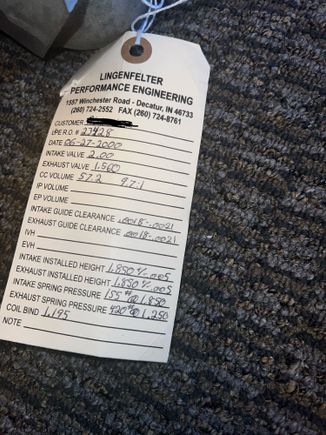 LINGENFELTER
PERFORMANCE ENGINEERING
1557 Winchester Road - Decatur, IN 46733
(260) 724-2552 FAX (260) 724-8761
CUSTOMER
LPE R.O. # 27428
DATE 06-27-2000
INTAKE VALVE 2.00
EXHAUST VALVE 1.500
CC VOLUME 57.2 9.7:1
IP VOLUME
EP VOLUME
INTAKE GUIDE CLEARANCE .0018-.0021
EXHAUST GUIDE CLEARANCE .0018-.0021
IVH
EVH
INTAKE INSTALLED HEIGHT 1.850 +/-.005
EXHAUST INSTALLED HEIGHT 1.850 +/-.005
INTAKE SPRING PRESSURE 155# @ 1.850
EXHAUST SPRING PRESSURE 420# @ 1.250
COIL BIND 1.195
NOTE